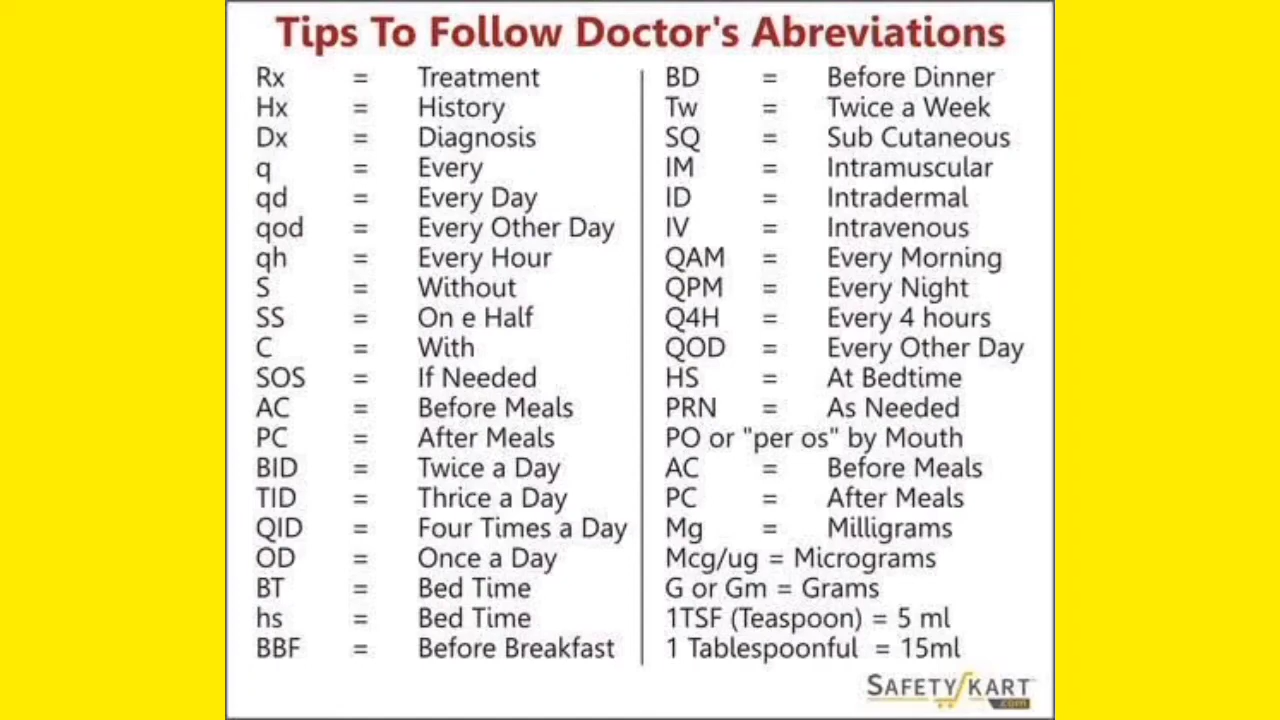 Tips To Follow Doctor's Abreviations
Rx = Treatment
Hx = History
Dx = Diagnosis
q = Every
qd = Every Day
qod = Every Other Day
qh = Every Hour
S = Without
SS = On e Half
C = With
SOS = If Needed
AC = Before Meals
PC = After Meals
BID = Twice a Day
TID = Thrice a Day
QID = Four Times a Day
OD = Once a Day
BT = Bed Time
hs = Bed Time
BBF = Before Breakfast
BD = Before Dinner
Tw = Twice a Week
SQ = Sub Cutaneous
IM = Intramuscular
ID = Intradermal
IV = Intravenous
QAM = Every Morning
QPM = Every Night
Q4H = Every 4 hours
QOD = Every Other Day
HS = At Bedtime
PRN = As Needed
PO or "per os" by Mouth
AC = Before Meals
PC = After Meals
Mg = Milligrams
Mcg/ug = Micrograms
G or Gm = Grams
1TSF (Teaspoon) = 5 ml
1 Tablespoonful = 15ml
SAFETYKART
.com